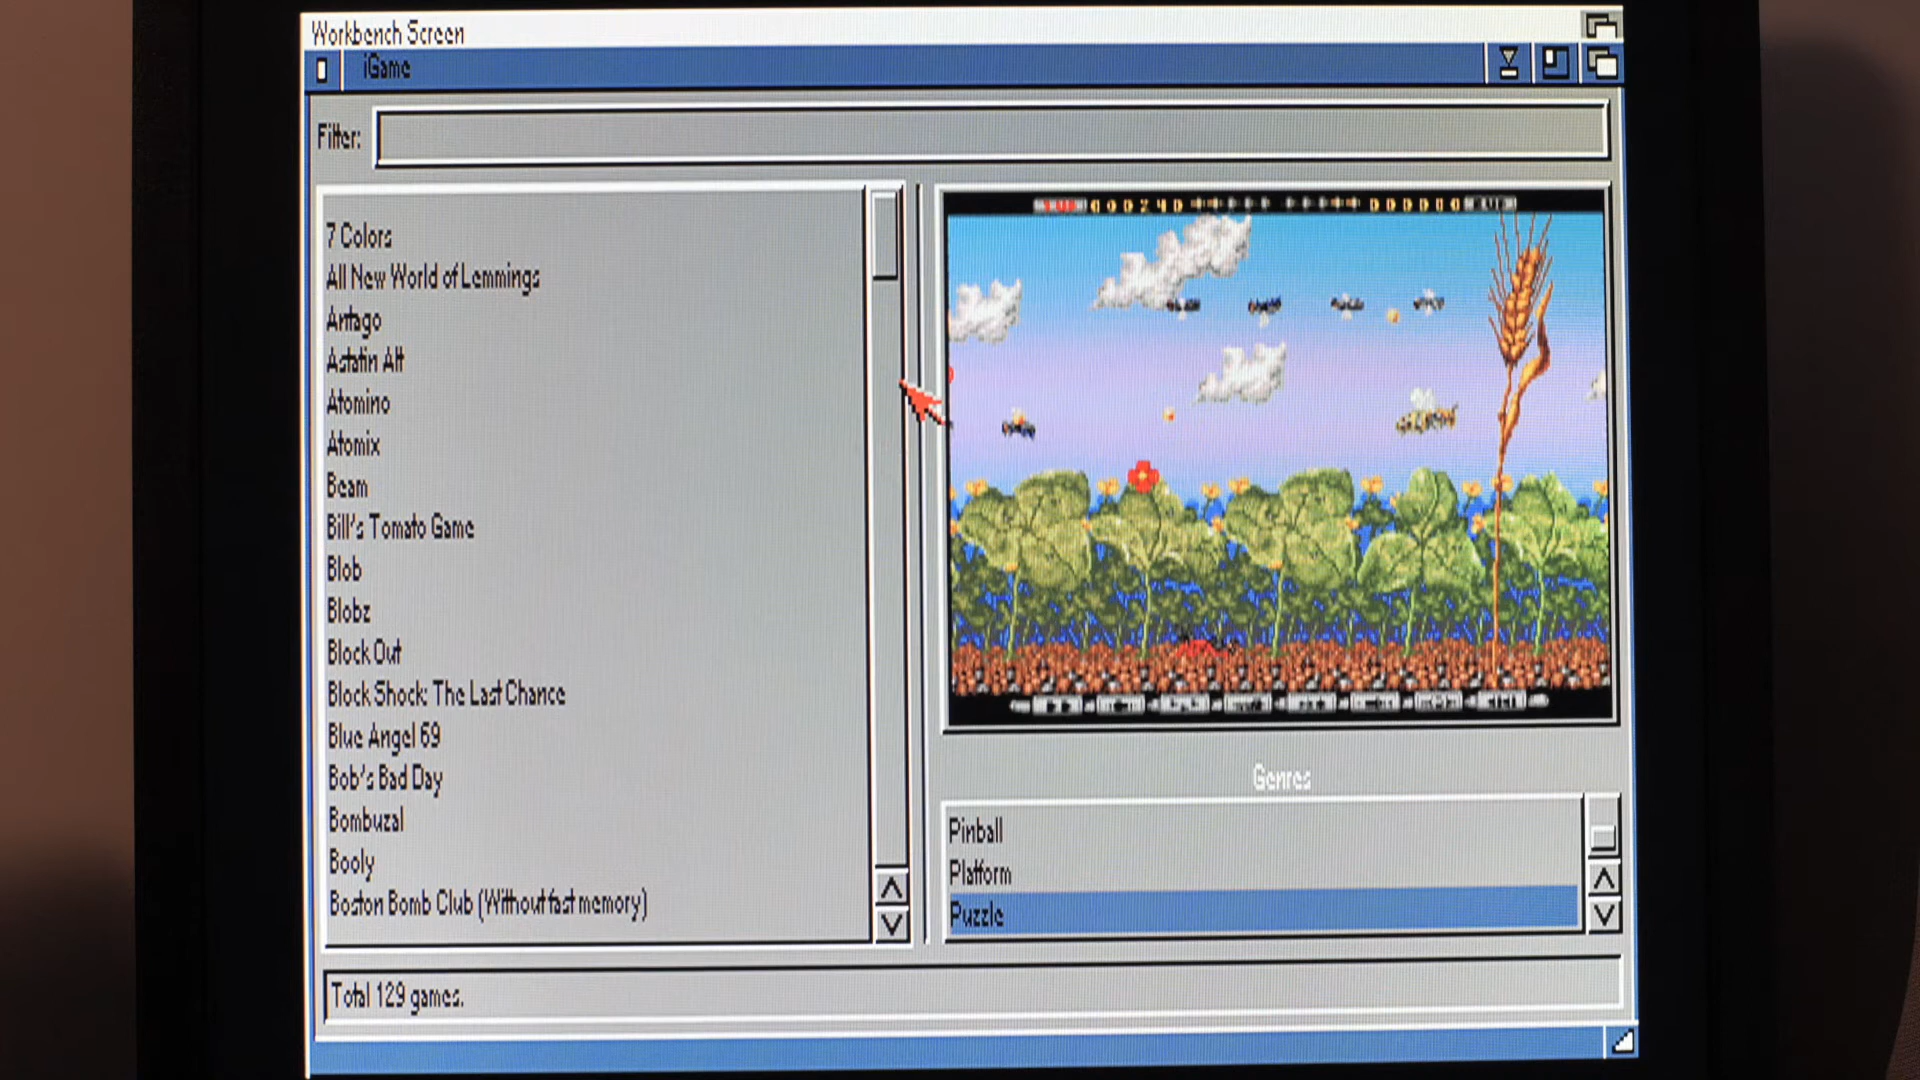 Workbench Screen
iGame
Filter:
7 Colors
All New World of Lemmings
Antago
Astatin Alt
Atomino
Atomix
Beam
Bill's Tomato Game
Blob
Blobz
Block Out
Block Shock: The Last Chance
Blue Angel 69
Bob's Bad Day
Bombuzal
Booly
Boston Bomb Club (Without fast memory)
Genres
Pinball
Platform
Puzzle
Total 129 games.